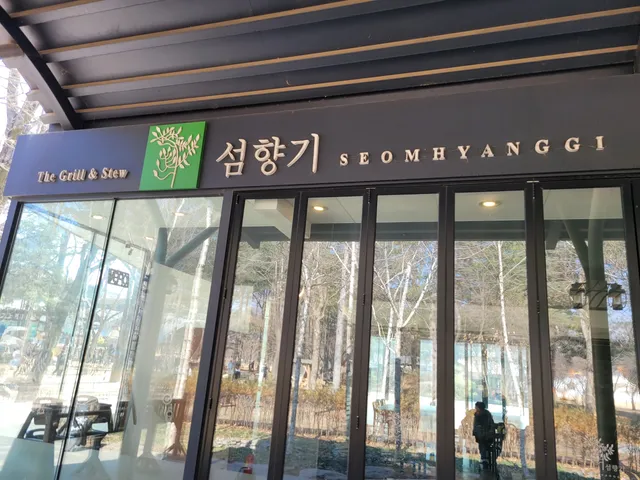 The Grill & Stew
섬향기 SEOMHYANGGI